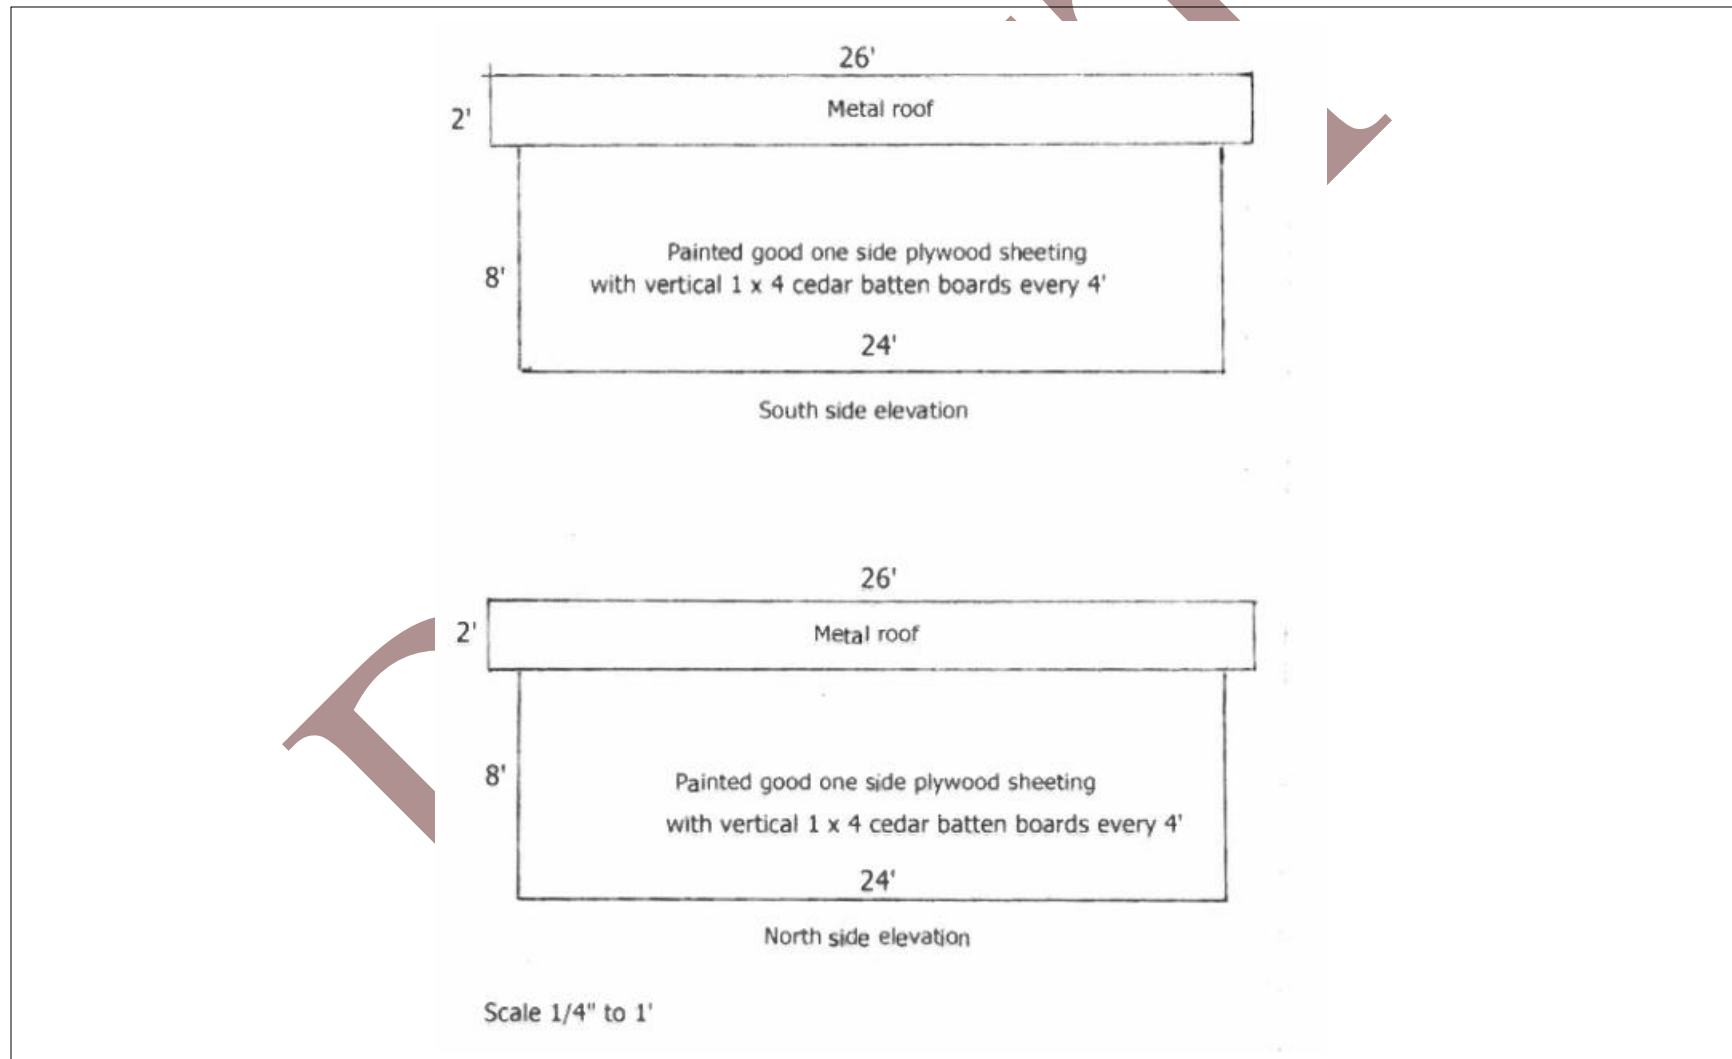 26'
2'
Metal roof
8'
Painted good one side plywood sheeting
with vertical 1 x 4 cedar batten boards every 4'
24'
South side elevation
26'
2'
Metal roof
8'
Painted good one side plywood sheeting
with vertical 1 x 4 cedar batten boards every 4'
24'
North side elevation
Scale 1/4" to 1'